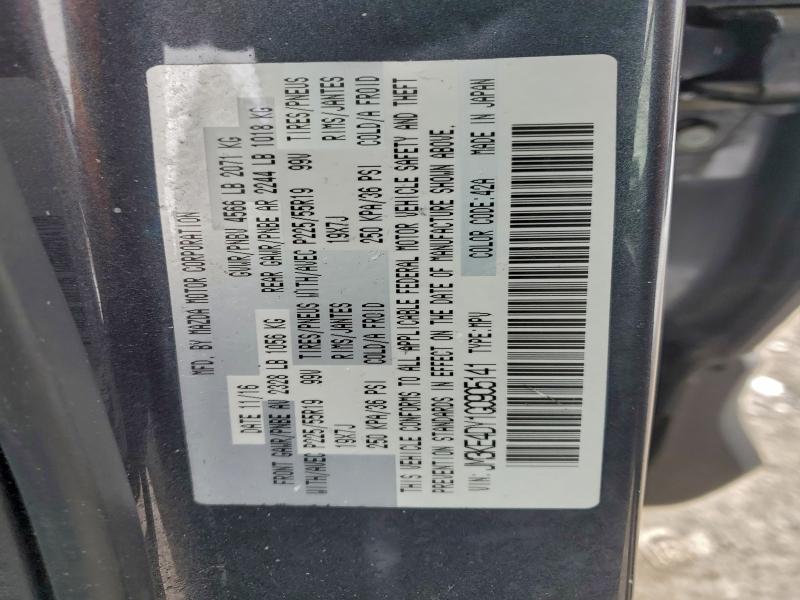 MFD. BY MAZDA MOTOR CORPORATION
DATE 11/16 GVWR/PNBV 4566 LB 2071 KG
FRONT GAWR/PNBE AV 2328 LB 1056 KG REAR GAWR/PNBE AR 2244 LB 1018 KG
WITH/AVEC P225/55R19 99V TIRES/PNEUS WITH/AVEC P225/55R19 99V TIRES/PNEUS
19X7J RIMS/JANTES 19X7J RIMS/JANTES
250 KPA/36 PSI COLD/A FROID 250 KPA/36 PSI COLD/A FROID
THIS VEHICLE CONFORMS TO ALL APPLICABLE FEDERAL MOTOR VEHICLE SAFETY AND THEFT
PREVENTION STANDARDS IN EFFECT ON THE DATE OF MANUFACTURE SHOWN ABOVE.
COLOR CODE:42A MADE IN JAPAN
VIN: JM3KE4DY1G0905141 TYPE:MPV